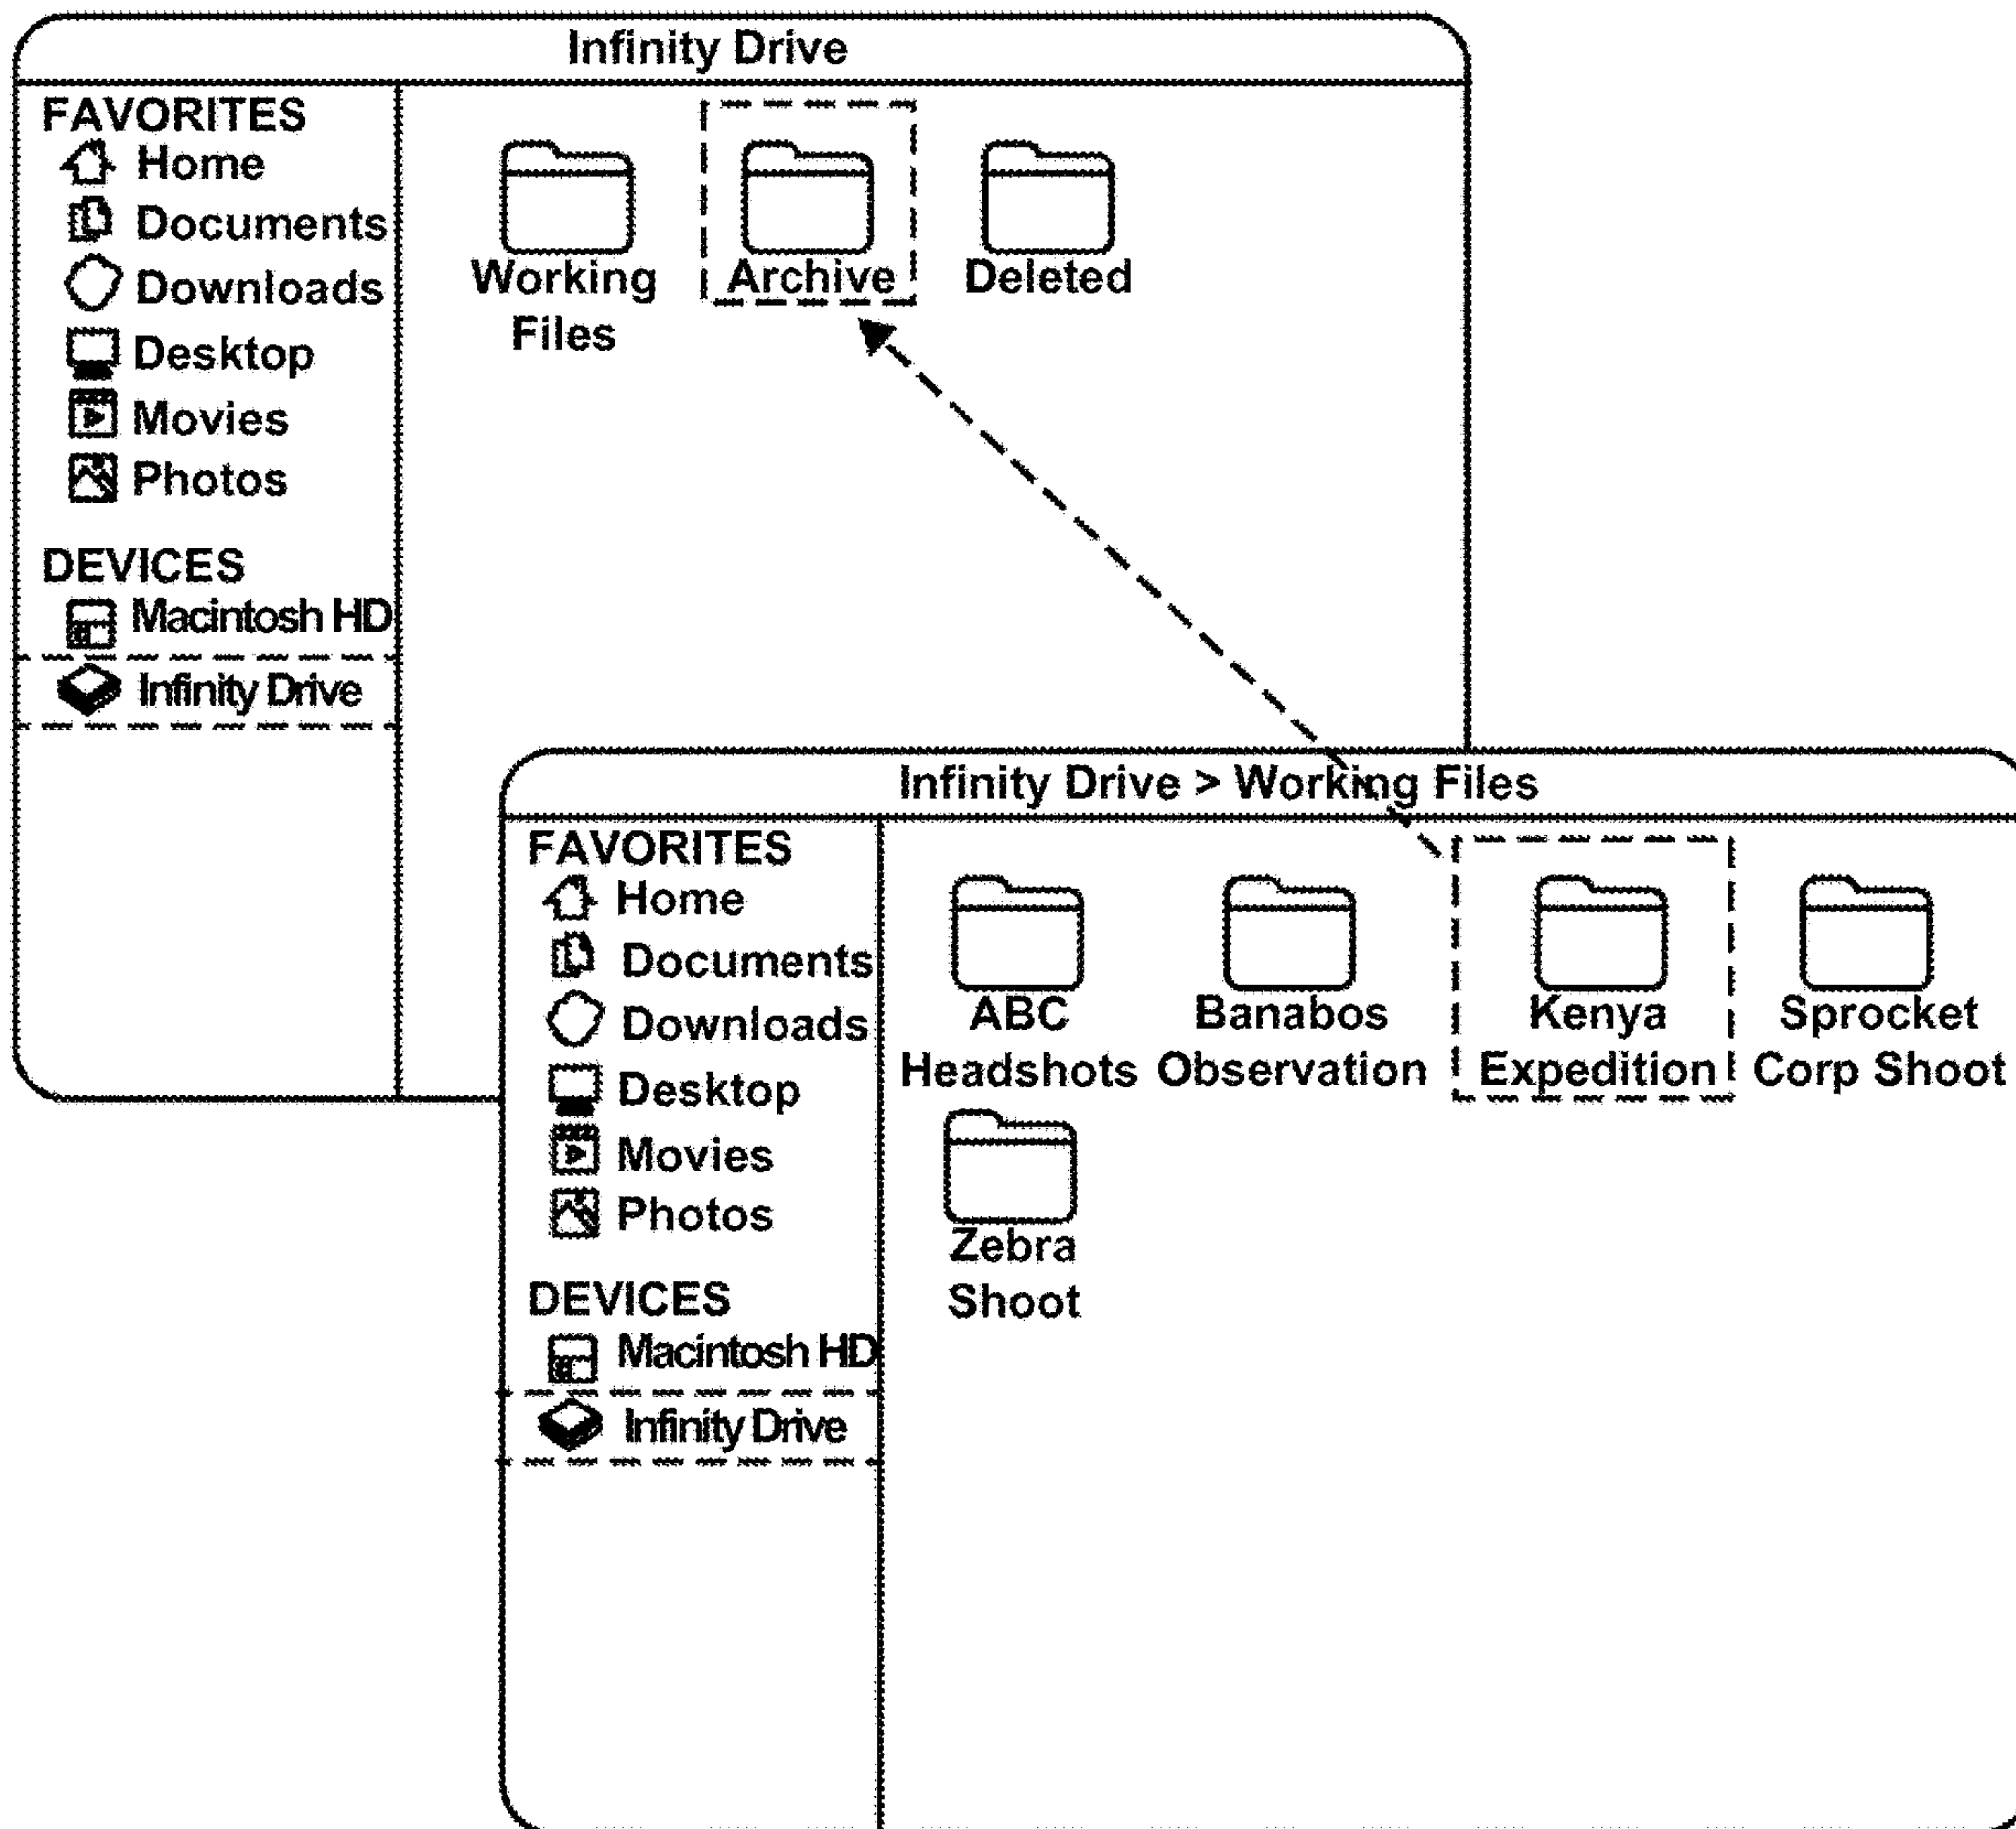 Infinity Drive
FAVORITES
Home
Documents
Downloads
Desktop
Movies
Photos
DEVICES
Macintosh HD
Infinity Drive
Working Files
Archive
Deleted
Infinity Drive > Working Files
FAVORITES
Home
Documents
Downloads
Desktop
Movies
Photos
DEVICES
Macintosh HD
Infinity Drive
ABC
Headshots
Banabos
Observation
Kenya
Expedition
Sprocket
Corp Shoot
Zebra
Shoot